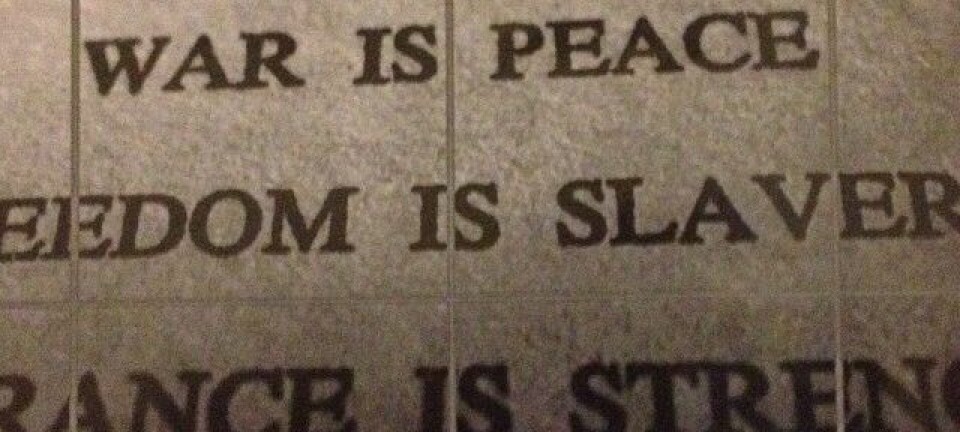 WAR IS PEACE
EEDOM IS SLAVER
RANCE IS STREN